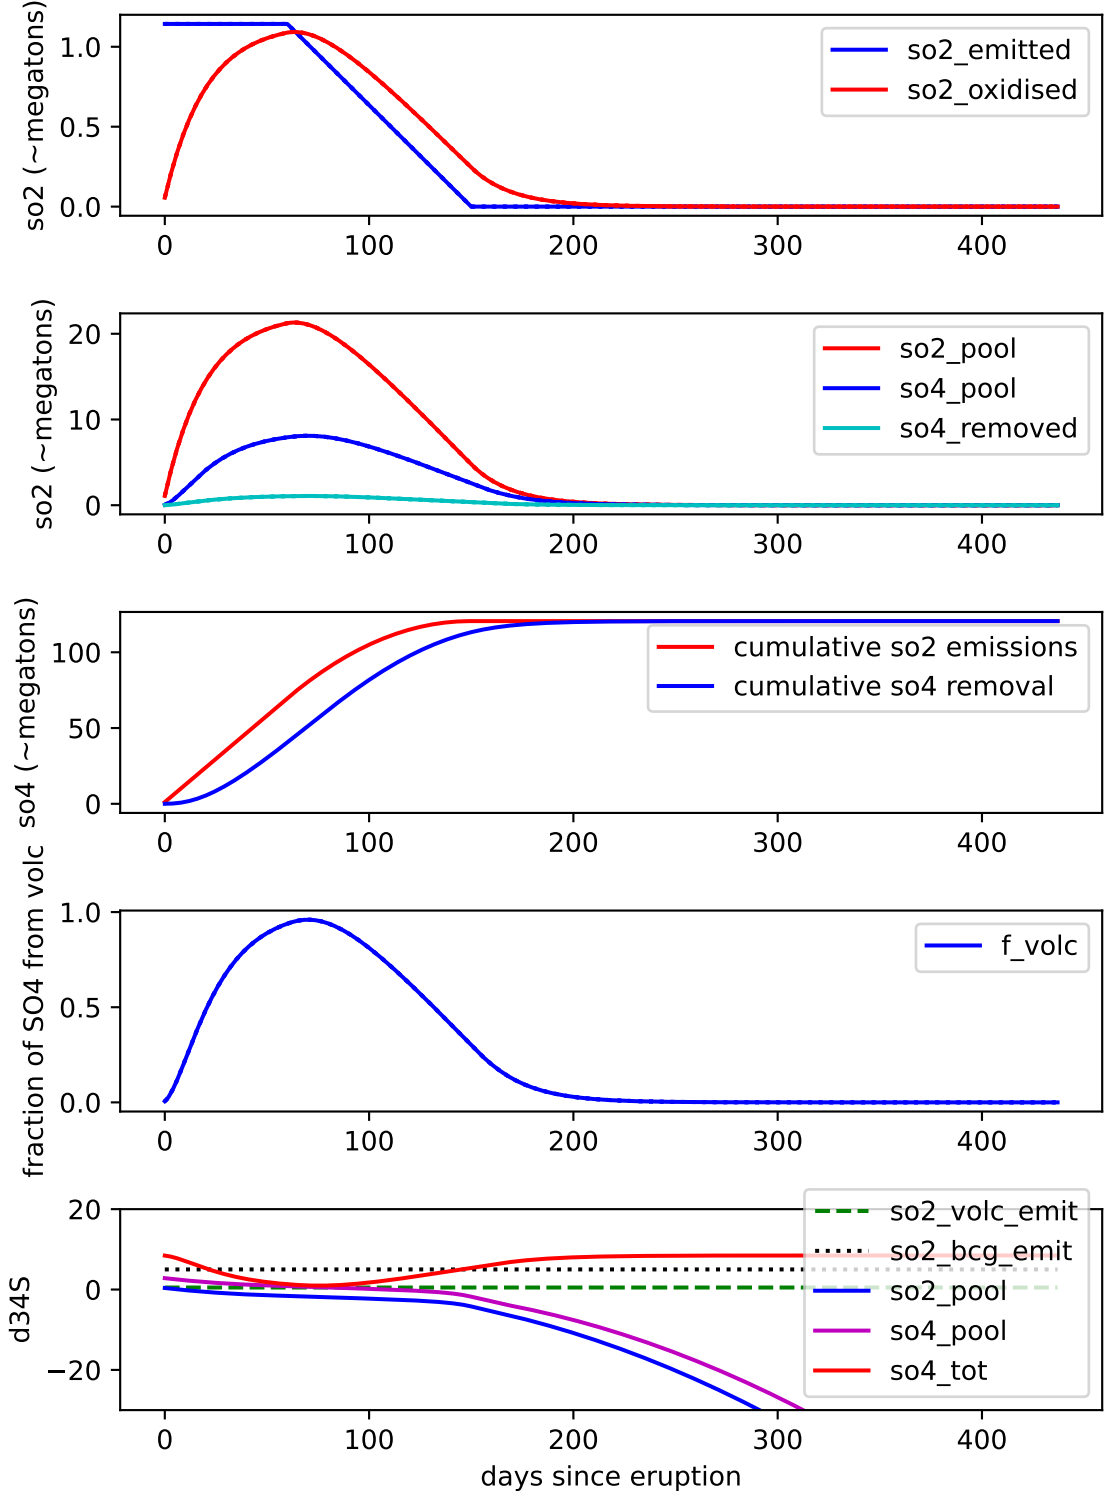 so2 (~megatons)
1.0
0.5
0.0
so2_emitted
so2_oxidised
0 100 200 300 400
so2 (~megatons)
20
10
0
so2_pool
so4_pool
so4_removed
0 100 200 300 400
so4 (~megatons)
100
50
0
cumulative so2 emissions
cumulative so4 removal
0 100 200 300 400
fraction of SO4 from volc
1.0
0.5
0.0
f_volc
0 100 200 300 400
d34S
20
0
−20
so2_volc_emit
so2_bcg_emit
so2_pool
so4_pool
so4_tot
0 100 200 300 400
days since eruption